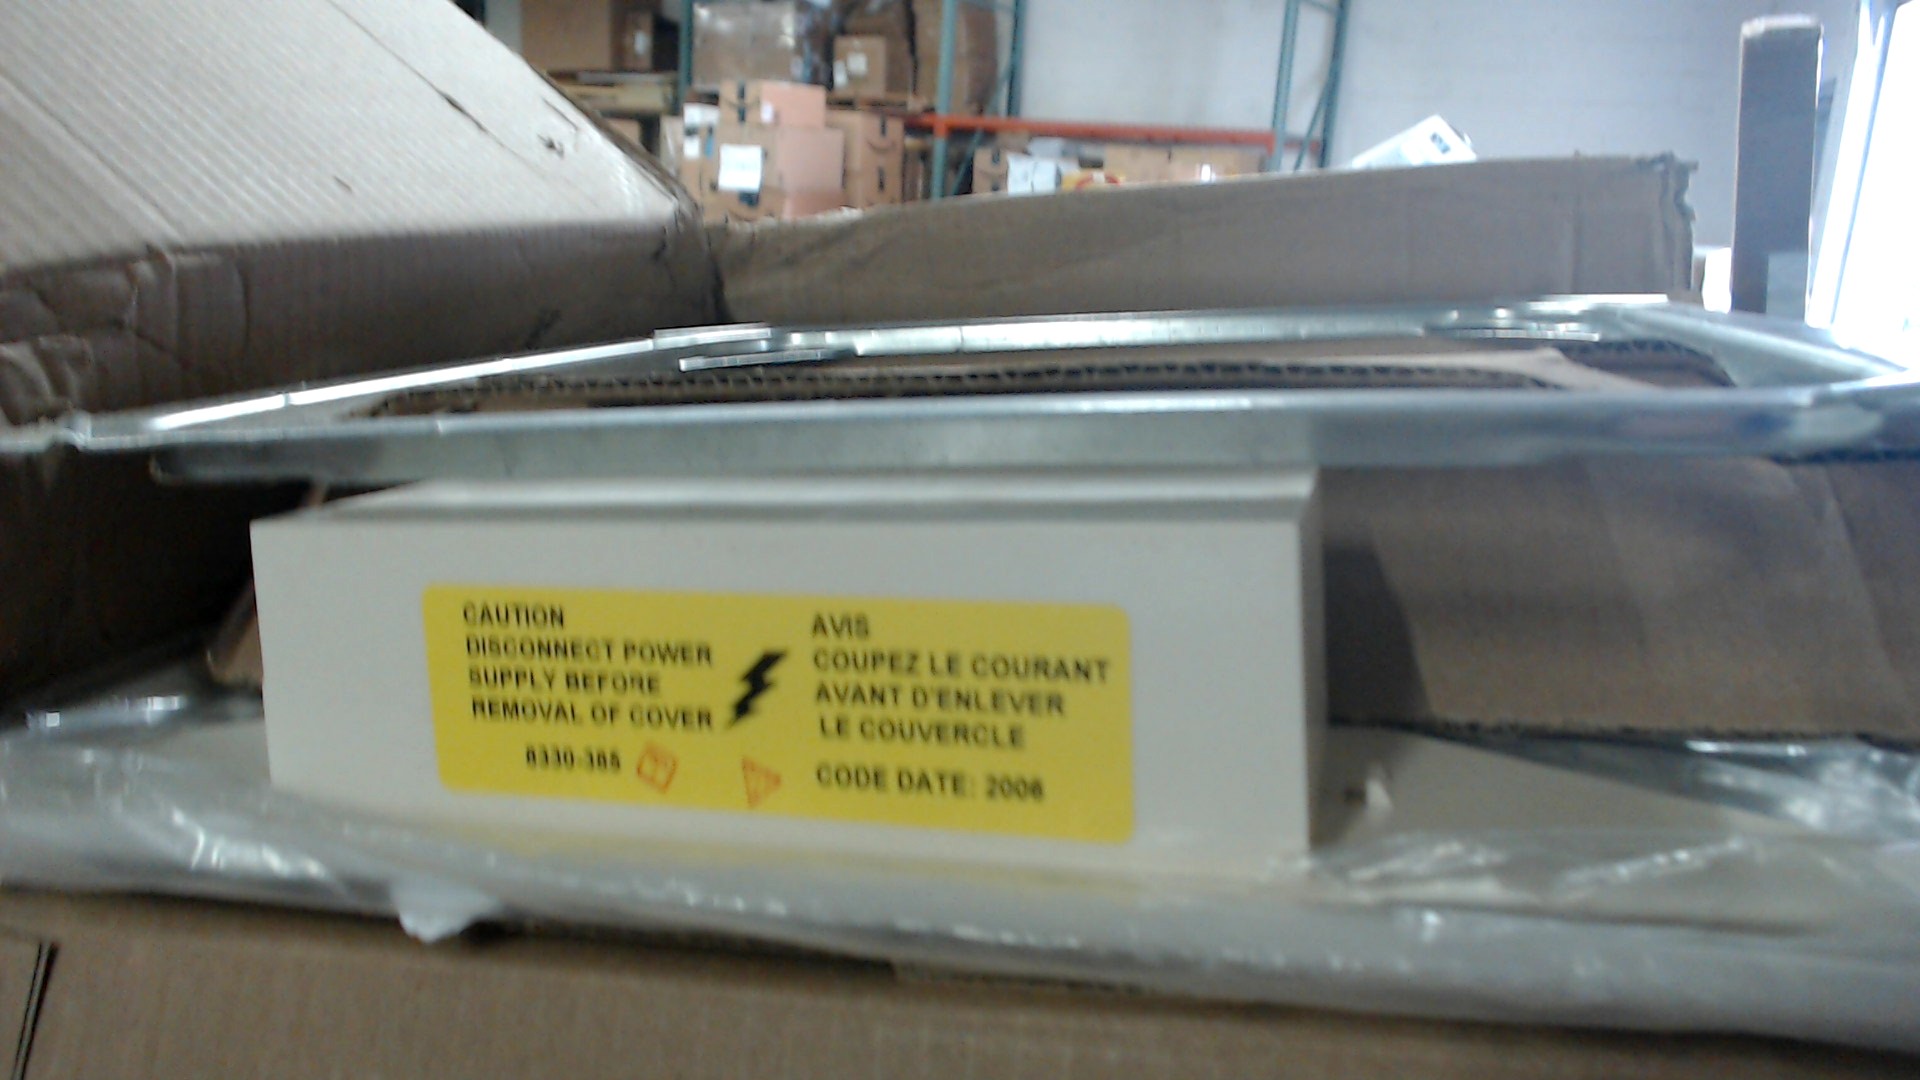 CAUTION
DISCONNECT POWER
SUPPLY BEFORE
REMOVAL OF COVER
8330-385
AVIS
COUPEZ LE COURANT
AVANT D'ENLEVER
LE COUVERCLE
CODE DATE: 2006